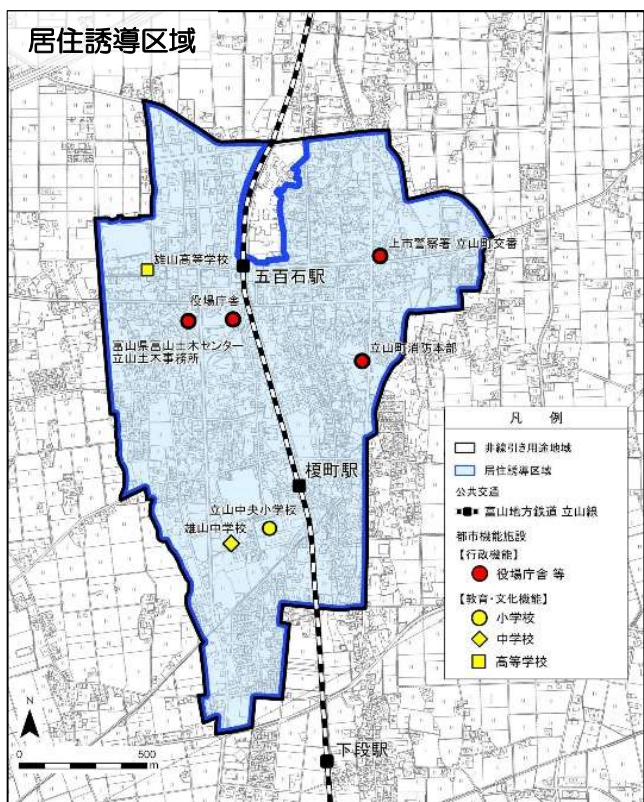 居住誘導区域
上市警察署 立山町交番
雄山高等学校
五百石駅
役場庁舎
富山県富山土木センター
立山土木事務所
立山町消防本部
榎町駅
立山中央小学校
雄山中学校
下段駅
凡 例
非線引き用途地域
居住誘導区域
公共交通
富山地方鉄道 立山線
都市機能施設
【行政機能】
役場庁舎 等
【教育・文化機能】
小学校
中学校
高等学校
N
0 500
m